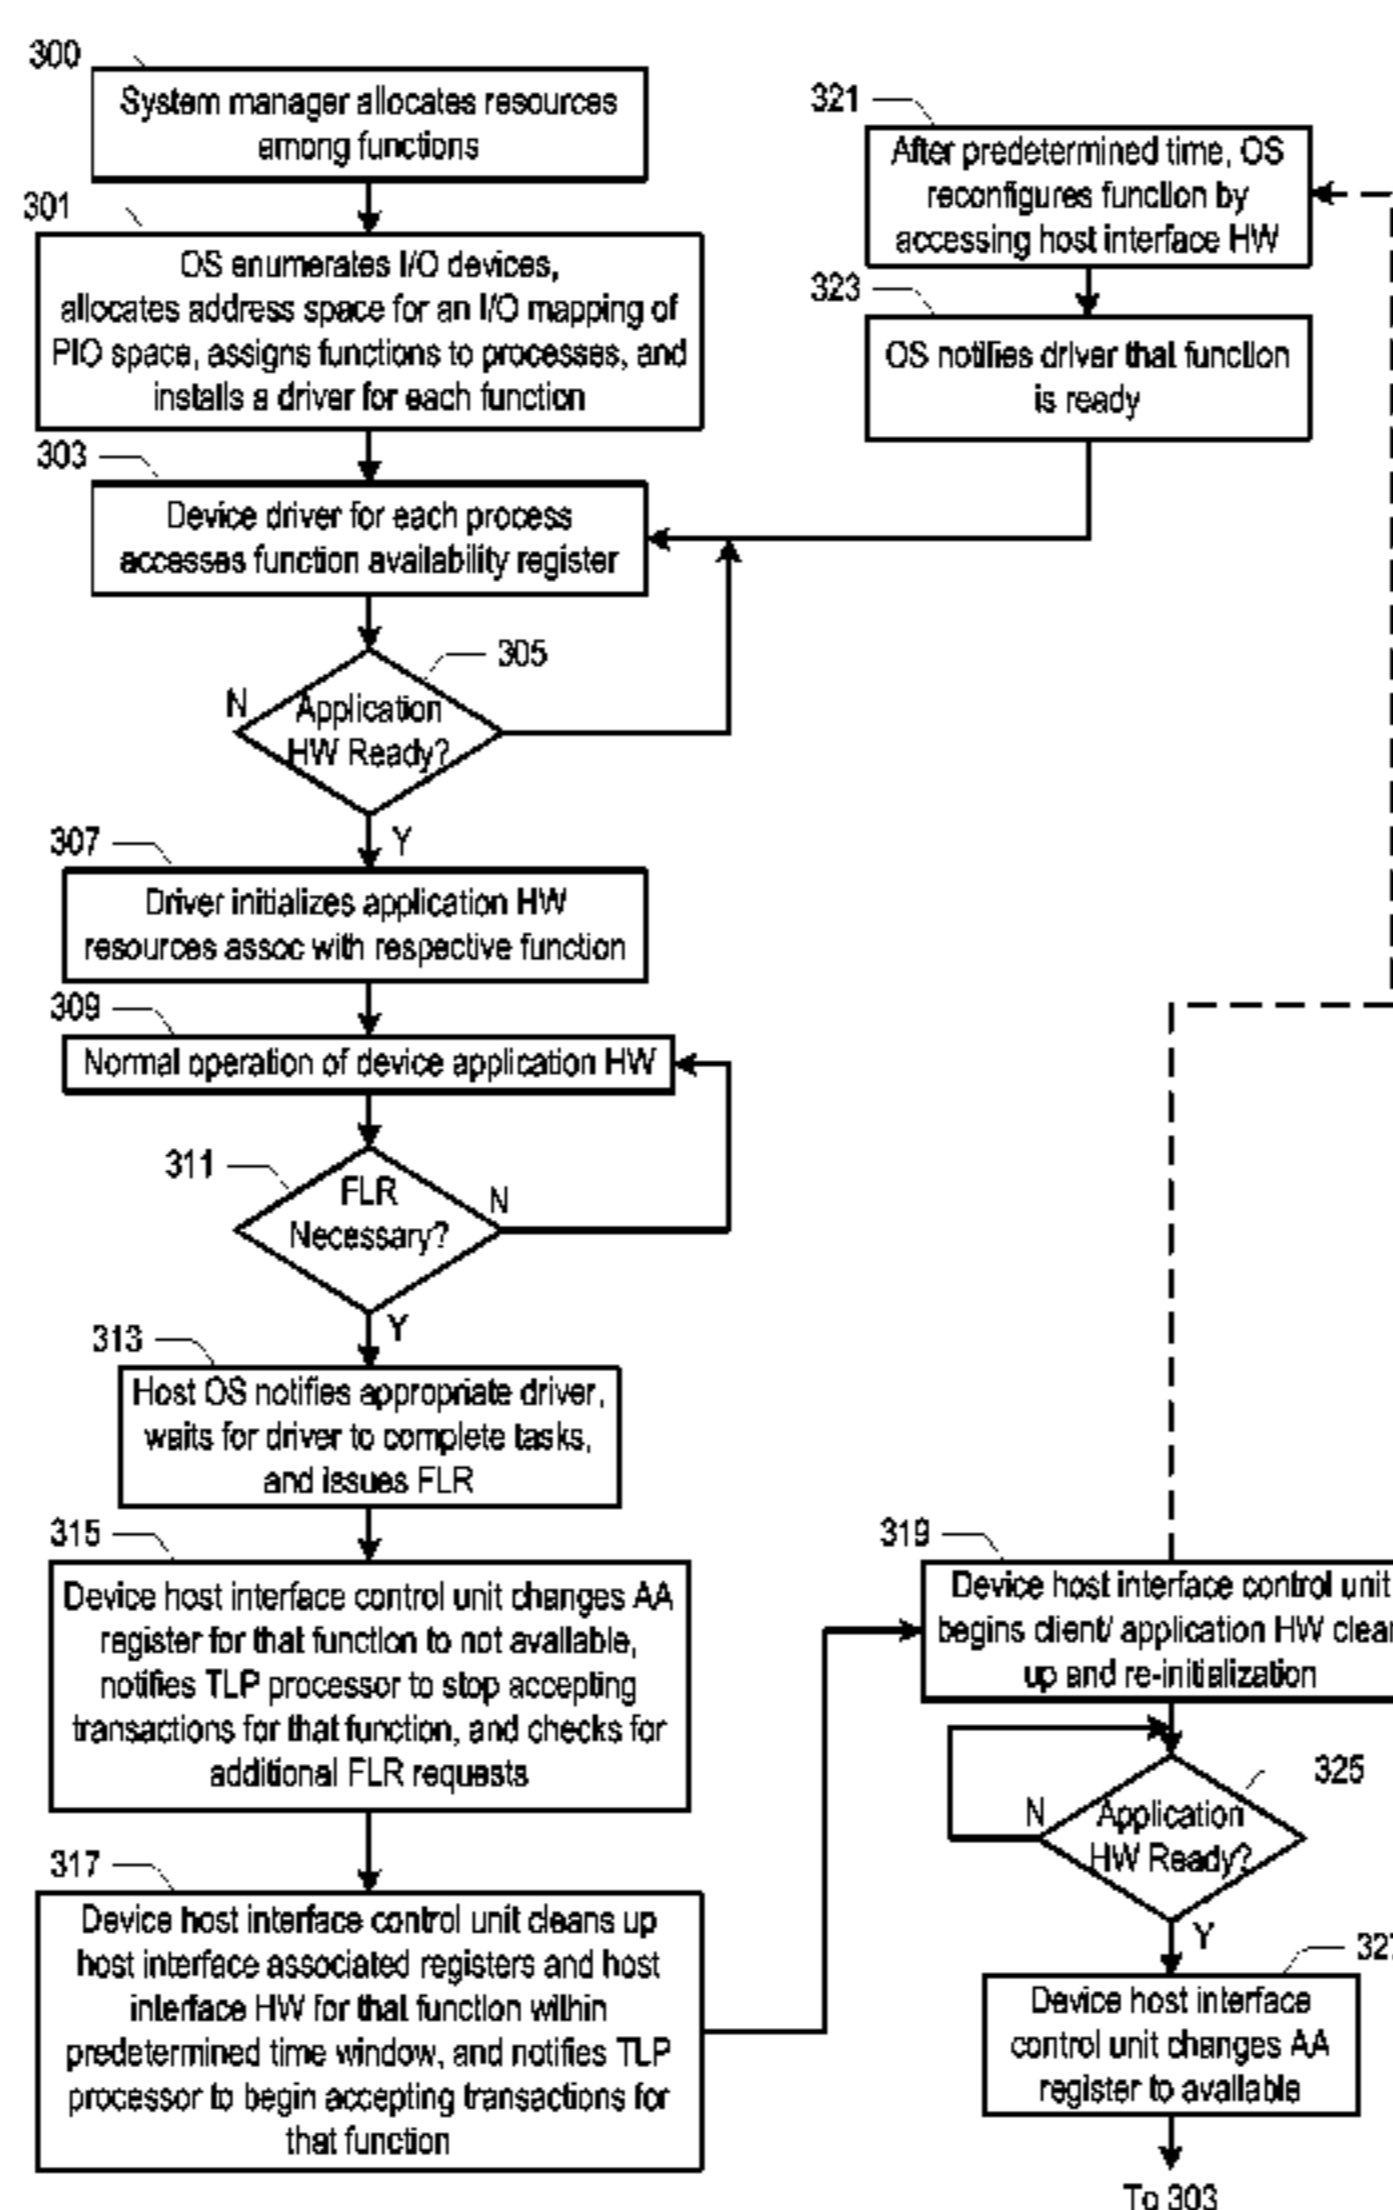 300
System manager allocates resources
among functions
301
OS enumerates I/O devices,
allocates address space for an I/O mapping of
PIO space, assigns functions to processes, and
installs a driver for each function
303
Device driver for each process
accesses function availability register
305
N
Application
HW Ready?
Y
307
Driver initializes application HW
resources assoc with respective function
309
Normal operation of device application HW
311
FLR
Necessary?
N
Y
313
Host OS notifies appropriate driver,
waits for driver to complete tasks,
and issues FLR
315
Device host interface control unit changes AA
register for that function to not available,
notifies TLP processor to stop accepting
transactions for that function, and checks for
additional FLR requests
317
Device host interface control unit cleans up
host interface associated registers and host
interface HW for that function within
predetermined time window, and notifies TLP
processor to begin accepting transactions for
that function
321
After predetermined time, OS
reconfigures function by
accessing host interface HW
323
OS notifies driver that function
is ready
319
Device host interface control unit
begins client/ application HW clean
up and re-initialization
325
N
Application
HW Ready?
Y
327
Device host interface
control unit changes AA
register to available
To 303